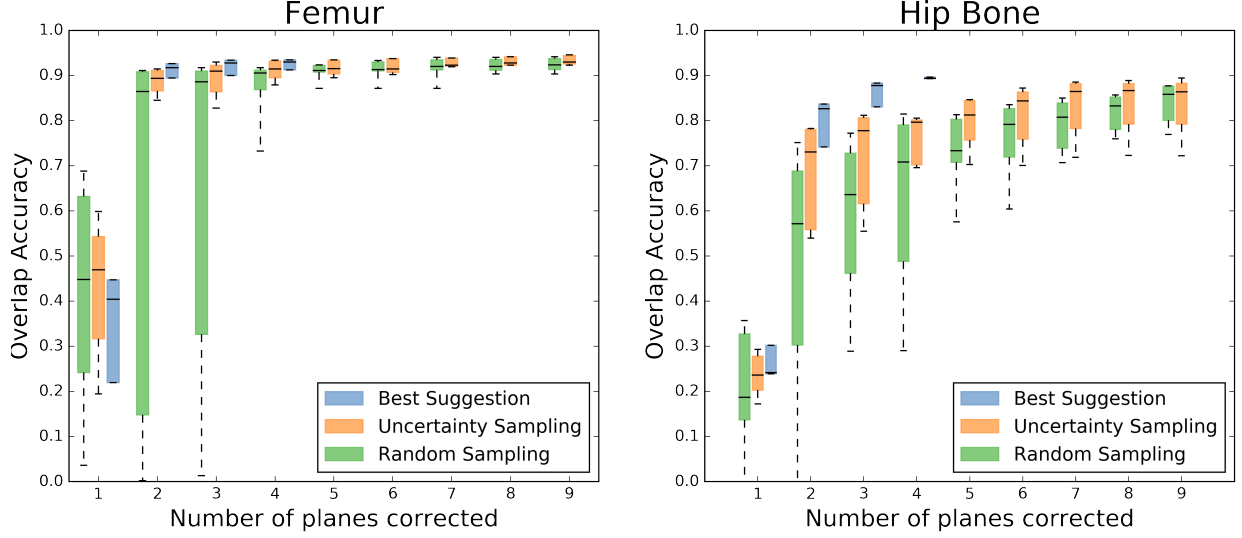 Femur
Overlap Accuracy
1.0
0.9
0.8
0.7
0.6
0.5
0.4
0.3
0.2
0.1
0.0
Best Suggestion
Uncertainty Sampling
Random Sampling
1 2 3 4 5 6 7 8 9
Number of planes corrected
Hip Bone
Overlap Accuracy
1.0
0.9
0.8
0.7
0.6
0.5
0.4
0.3
0.2
0.1
0.0
Best Suggestion
Uncertainty Sampling
Random Sampling
1 2 3 4 5 6 7 8 9
Number of planes corrected